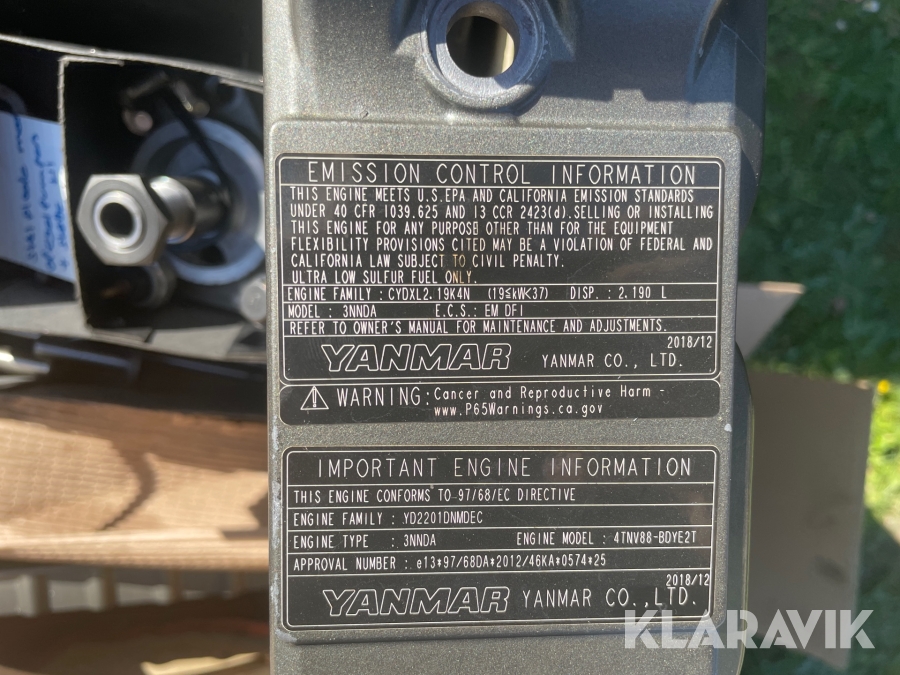 EMISSION CONTROL INFORMATION
THIS ENGINE MEETS U.S.EPA AND CALIFORNIA EMISSION STANDARDS
UNDER 40 CFR 1039.625 AND 13 CCR 2423(d). SELLING OR INSTALLING
THIS ENGINE FOR ANY PURPOSE OTHER THAN FOR THE EQUIPMENT
FLEXIBILITY PROVISIONS CITED MAY BE A VIOLATION OF FEDERAL AND
CALIFORNIA LAW SUBJECT TO CIVIL PENALTY.
ULTRA LOW SULFUR FUEL ONLY.
ENGINE FAMILY : CYDXL2.19K4N (19≤kW<37) DISP. : 2.190 L
MODEL : 3NNDA E.C.S.: EM DFI
REFER TO OWNER'S MANUAL FOR MAINTENANCE AND ADJUSTMENTS.
2018/12
YANMAR YANMAR CO., LTD.
WARNING: Cancer and Reproductive Harm -
www.P65Warnings.ca.gov
IMPORTANT ENGINE INFORMATION
THIS ENGINE CONFORMS TO 97/68/EC DIRECTIVE
ENGINE FAMILY : YD2201DNMDEC
ENGINE TYPE : 3NNDA ENGINE MODEL : 4TNV88-BDYE2T
APPROVAL NUMBER : e13*97/68DA*2012/46KA*0574*25
2018/12
YANMAR YANMAR CO., LTD.
KLARAVIK